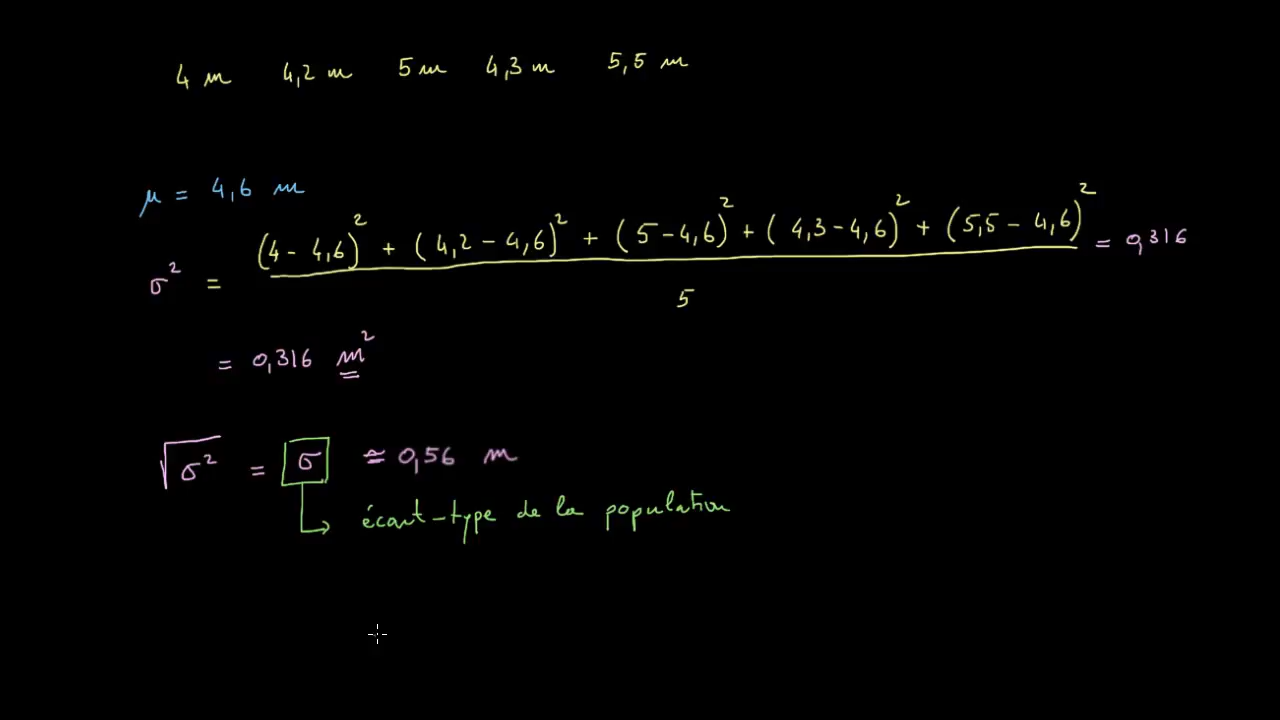 4 m 4,2 m 5 m 4,3 m 5,5 m
μ = 4,6 m
σ² = (4 - 4,6)² + (4,2 - 4,6)² + (5 - 4,6)² + (4,3 - 4,6)² + (5,5 - 4,6)² = 0,316
5
= 0,316 m²
√σ² = σ ≃ 0,56 m
écart-type de la population